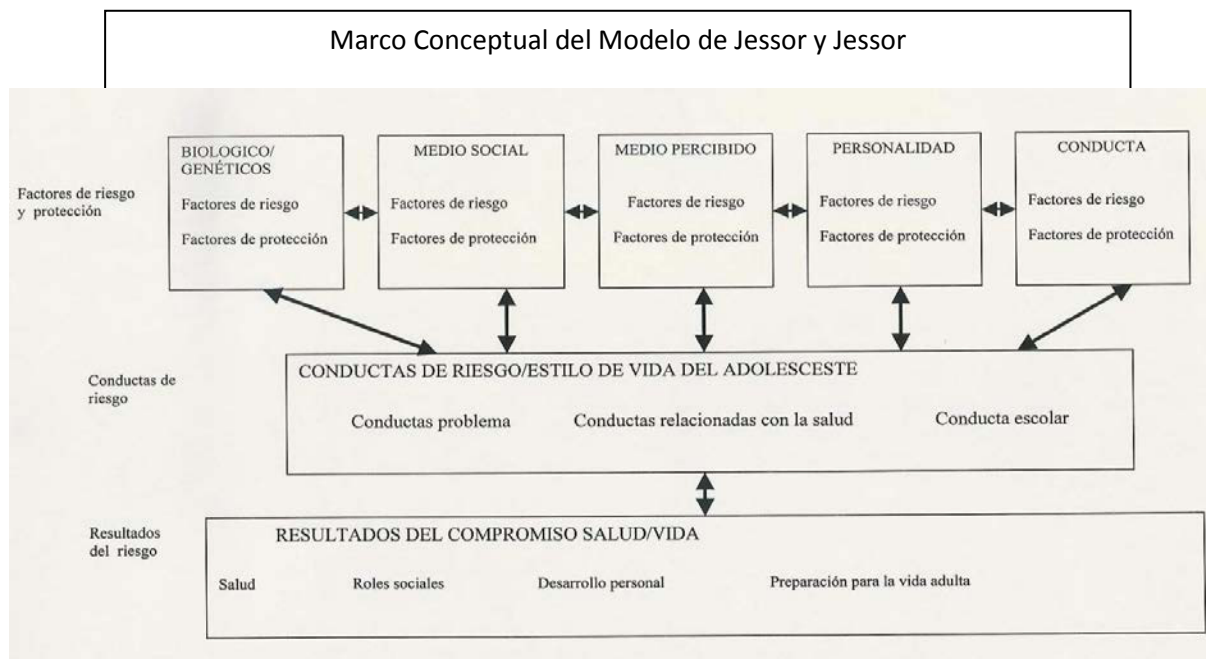 Marco Conceptual del Modelo de Jessor y Jessor
Factores de riesgo
y protección
BIOLOGICO/
GENÉTICOS
Factores de riesgo
Factores de protección
MEDIO SOCIAL
Factores de riesgo
Factores de protección
MEDIO PERCIBIDO
Factores de riesgo
Factores de protección
PERSONALIDAD
Factores de riesgo
Factores de protección
CONDUCTA
Factores de riesgo
Factores de protección
Conductas de
riesgo
CONDUCTAS DE RIESGO/ESTILO DE VIDA DEL ADOLESCESTE
Conductas problema
Conductas relacionadas con la salud
Conducta escolar
Resultados
del riesgo
RESULTADOS DEL COMPROMISO SALUD/VIDA
Salud
Roles sociales
Desarrollo personal
Preparación para la vida adulta